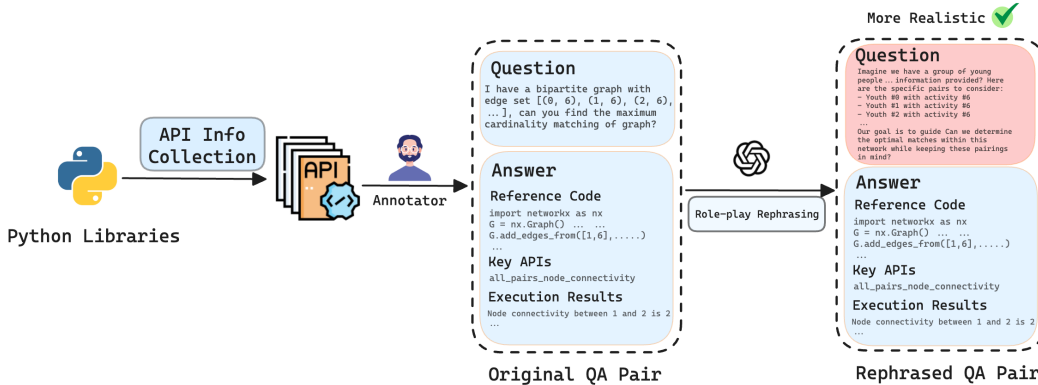 More Realistic
API Info
Collection
Python Libraries
API
</>
Annotator
Question
I have a bipartite graph with
edge set [(0, 6), (1, 6), (2, 6),
...], can you find the maximum
cardinality matching of graph?
Answer
Reference Code
import networkx as nx
G = nx.Graph() ... ...
G.add_edges_from([1,6],.....)
...
Key APIs
all_pairs_node_connectivity
Execution Results
Node connectivity between 1 and 2 is 2
...
Original QA Pair
Role-play Rephrasing
Question
Imagine we have a group of young
people ... information provided? Here
are the specific pairs to consider:
- Youth #0 with activity #6
- Youth #1 with activity #6
- Youth #2 with activity #6
...
Our goal is to guide Can we determine
the optimal matches within this
network while keeping these pairings
in mind?
Answer
Reference Code
import networkx as nx
G = nx.Graph() ... ...
G.add_edges_from([1,6],.....)
...
Key APIs
all_pairs_node_connectivity
Execution Results
Node connectivity between 1 and 2 is 2
...
Rephrased QA Pair